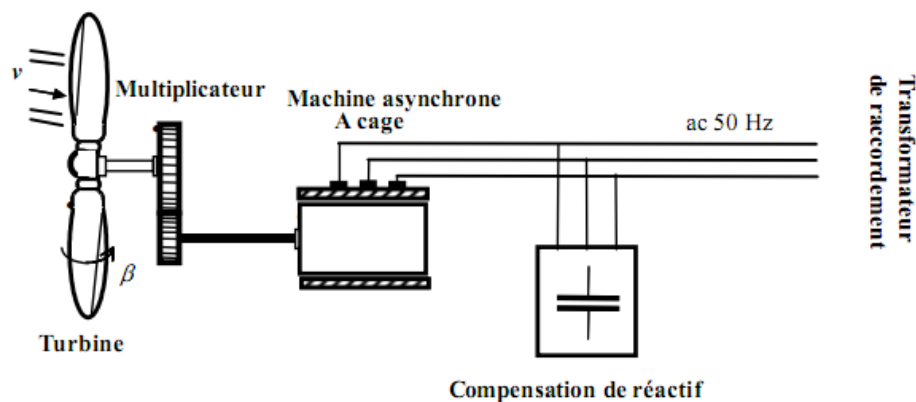 v
Multiplicateur
Machine asynchrone
A cage
ac 50 Hz
Transformateur
de raccordement
β
Turbine
Compensation de réactif